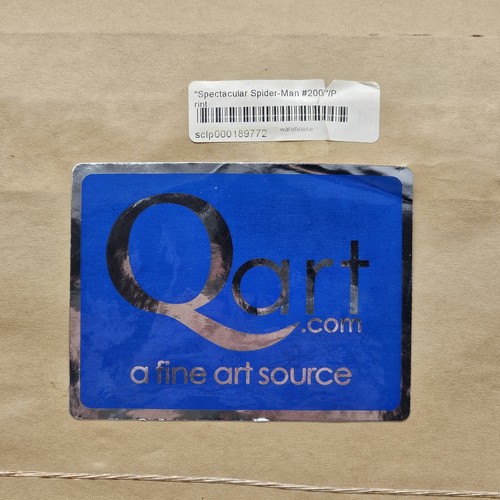 "Spectacular Spider-Man #200"/P
rint
sclp000189772
warehouse
Qart
.com
a fine art source